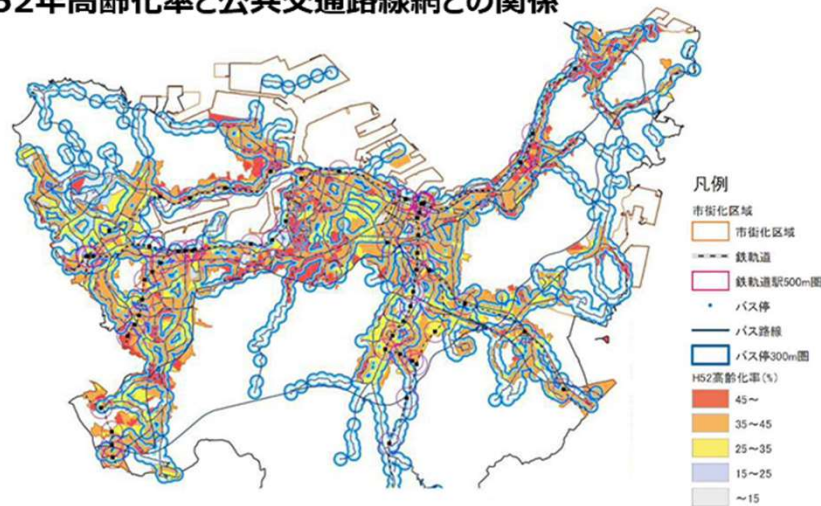 52年高齢化率と公共交通路線網との関係
凡例
市街化区域
市街化区域
鉄軌道
鉄軌道駅500m圏
バス停
バス路線
バス停300m圏
H52高齢化率(%)
45～
35～45
25～35
15～25
～15